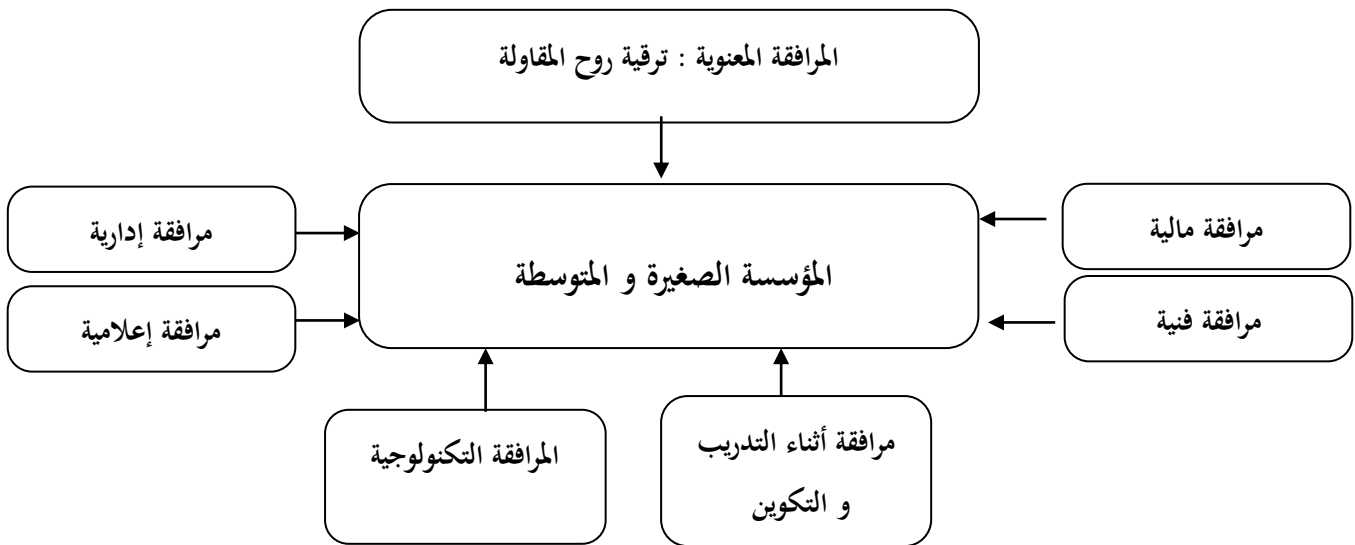 المرافقة المعنوية : ترقية روح المقاولة
مرافقة مالية
مرافقة إدارية
المؤسسة الصغيرة و المتوسطة
مرافقة فنية
مرافقة إعلامية
مرافقة أثناء التدريب
و التكوين
المرافقة التكنولوجية